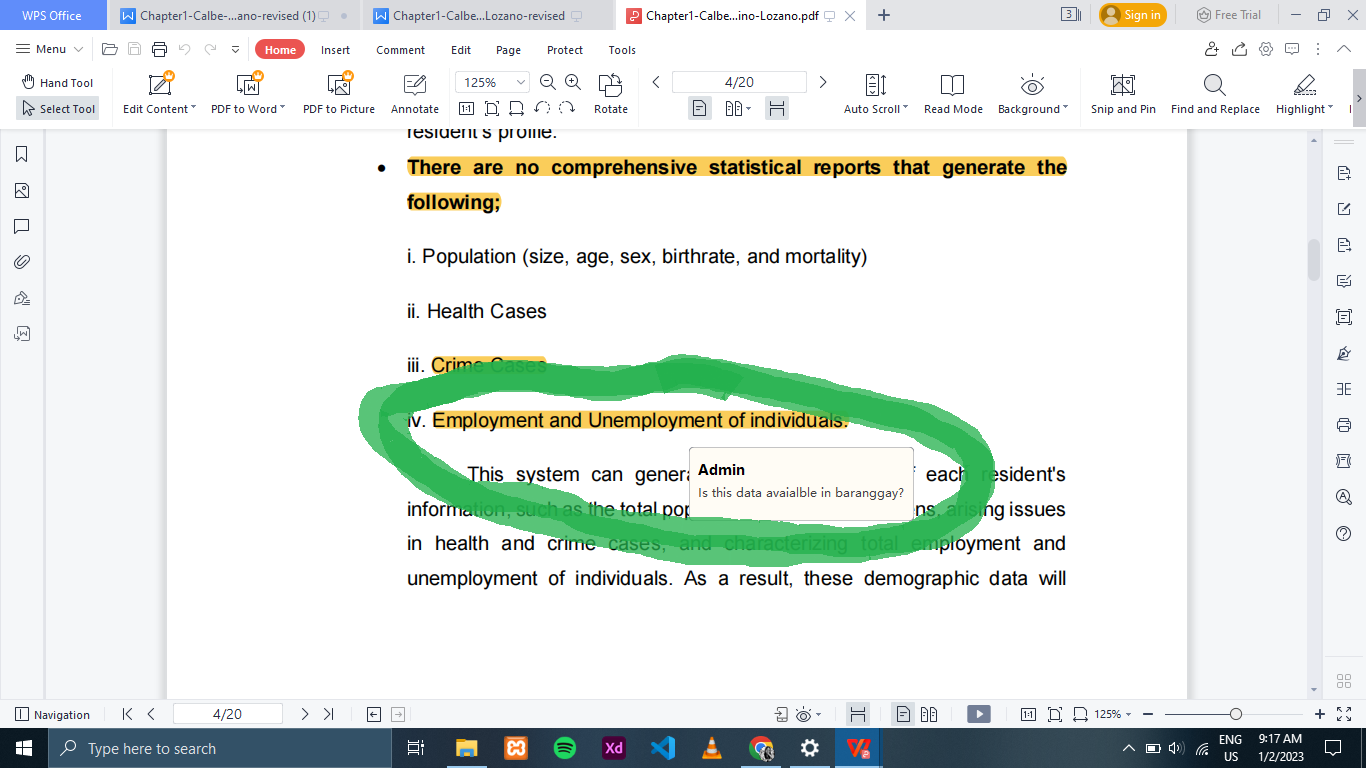 WPS Office
Chapter1-Calbe-...ano-revised (1)
Chapter1-Calbe...Lozano-revised
Chapter1-Calbe...ino-Lozano.pdf
3
Sign in
Free Trial
Menu
Home
Insert
Comment
Edit
Page
Protect
Tools
Hand Tool
Select Tool
Edit Content
PDF to Word
PDF to Picture
Annotate
125%
1:1
Rotate
4/20
Auto Scroll
Read Mode
Background
Snip and Pin
Find and Replace
Highlight
resident's profile.
• There are no comprehensive statistical reports that generate the
following;
i. Population (size, age, sex, birthrate, and mortality)
ii. Health Cases
iii. Crime Cases
iv. Employment and Unemployment of individuals.
Admin
Is this data avaialble in baranggay?
This system can genera each resident's
information, such as the total pop ens, arising issues
in health and crime cases, and characterizing total employment and
unemployment of individuals. As a result, these demographic data will
Navigation
4/20
1:1
125%
Type here to search
Xd
ENG
US
9:17 AM
1/2/2023